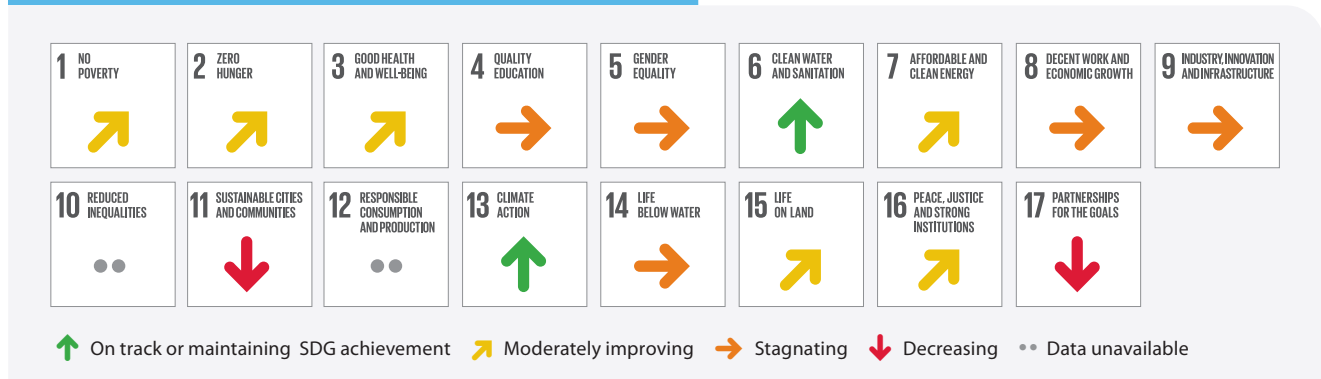 1 NO
POVERTY
2 ZERO
HUNGER
3 GOOD HEALTH
AND WELL-BEING
4 QUALITY
EDUCATION
5 GENDER
EQUALITY
6 CLEAN WATER
AND SANITATION
7 AFFORDABLE AND
CLEAN ENERGY
8 DECENT WORK AND
ECONOMIC GROWTH
9 INDUSTRY, INNOVATION
AND INFRASTRUCTURE
10 REDUCED
INEQUALITIES
11 SUSTAINABLE CITIES
AND COMMUNITIES
12 RESPONSIBLE
CONSUMPTION
AND PRODUCTION
13 CLIMATE
ACTION
14 LIFE
BELOW WATER
15 LIFE
ON LAND
16 PEACE, JUSTICE
AND STRONG
INSTITUTIONS
17 PARTNERSHIPS
FOR THE GOALS
On track or maintaining SDG achievement Moderately improving Stagnating Decreasing Data unavailable